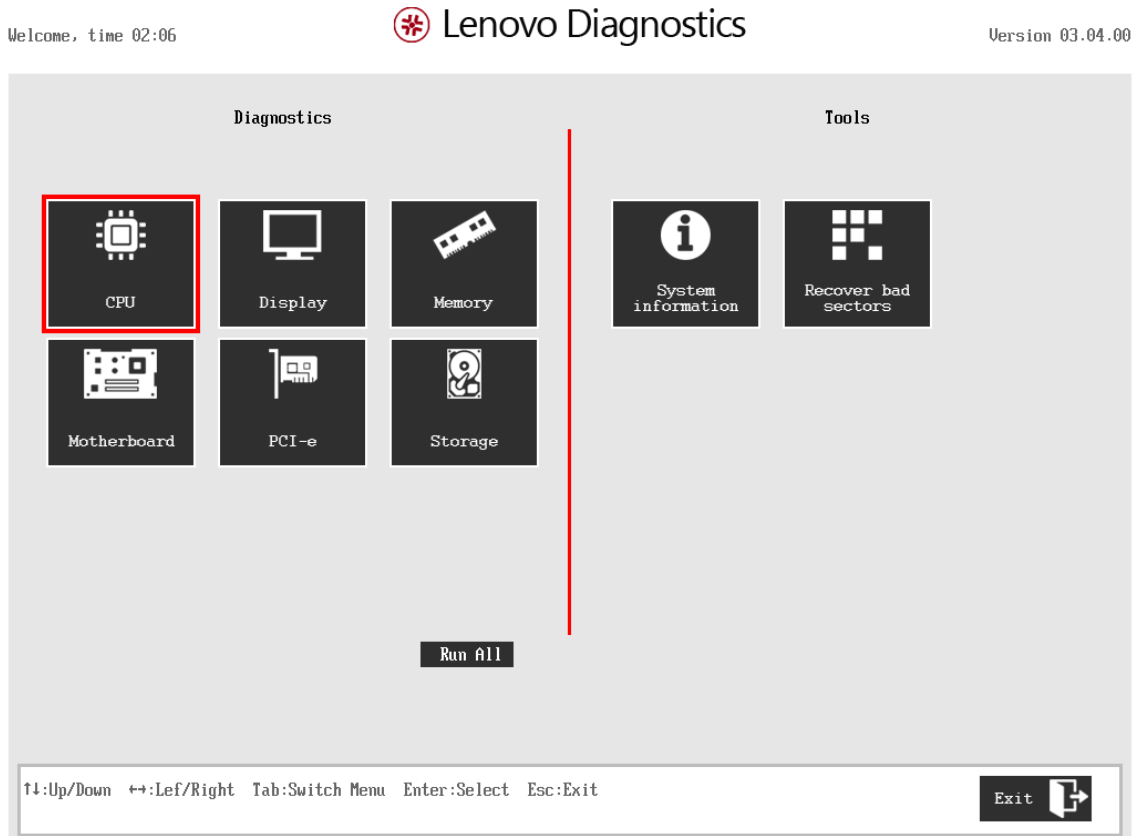 Welcome, time 02:06
Lenovo Diagnostics
Version 03.04.00
Diagnostics
Tools
CPU
Display
Memory
System
information
Recover bad
sectors
Motherboard
PCI-e
Storage
Run All
↑↓:Up/Down ←→:Lef/Right Tab:Switch Menu Enter:Select Esc:Exit
Exit